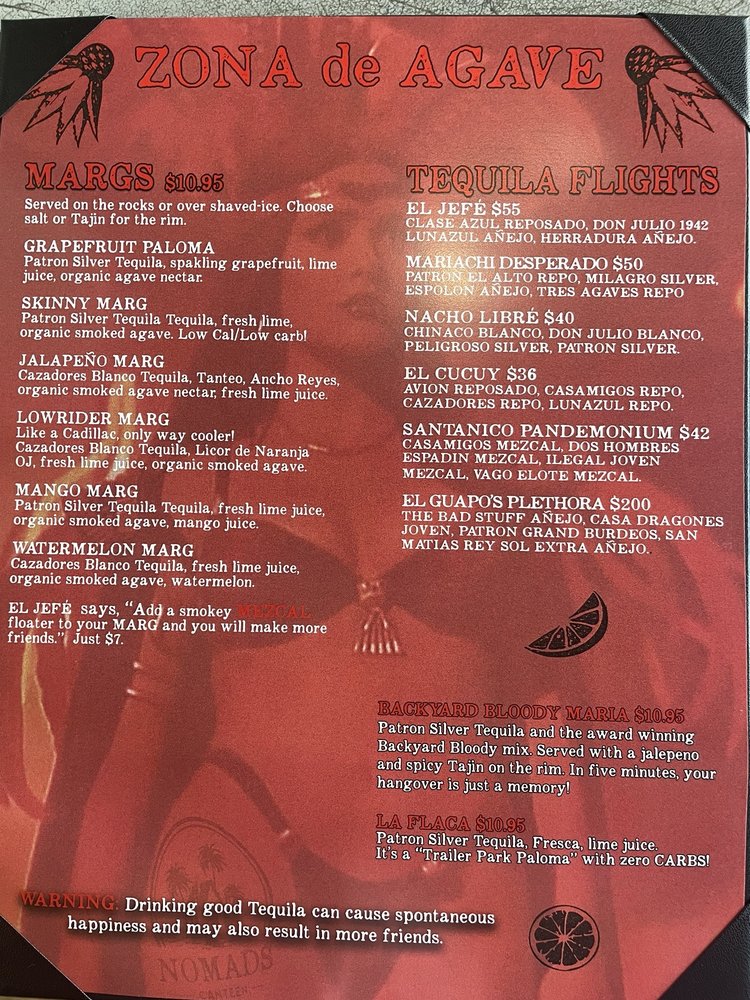 ZONA de AGAVE
MARGS $10.95
Served on the rocks or over shaved-ice. Choose
salt or Tajin for the rim.
GRAPEFRUIT PALOMA
Patron Silver Tequila, spakling grapefruit, lime
juice, organic agave nectar.
SKINNY MARG
Patron Silver Tequila Tequila, fresh lime,
organic smoked agave. Low Cal/Low carb!
JALAPEÑO MARG
Cazadores Blanco Tequila, Tanteo, Ancho Reyes,
organic smoked agave nectar, fresh lime juice.
LOWRIDER MARG
Like a Cadillac, only way cooler!
Cazadores Blanco Tequila, Licor de Naranja
OJ, fresh lime juice, organic smoked agave.
MANGO MARG
Patron Silver Tequila Tequila, fresh lime juice,
organic smoked agave, mango juice.
WATERMELON MARG
Cazadores Blanco Tequila, fresh lime juice,
organic smoked agave, watermelon.
EL JEFÉ says, "Add a smokey MEZCAL
floater to your MARG and you will make more
friends." Just $7.
TEQUILA FLIGHTS
EL JEFÉ $55
CLASE AZUL REPOSADO, DON JULIO 1942
LUNAZUL AÑEJO, HERRADURA AÑEJO.
MARIACHI DESPERADO $50
PATRON EL ALTO REPO, MILAGRO SILVER,
ESPOLON AÑEJO, TRES AGAVES REPO
NACHO LIBRÉ $40
CHINACO BLANCO, DON JULIO BLANCO,
PELIGROSO SILVER, PATRON SILVER.
EL CUCUY $36
AVION REPOSADO, CASAMIGOS REPO,
CAZADORES REPO, LUNAZUL REPO.
SANTANICO PANDEMONIUM $42
CASAMIGOS MEZCAL, DOS HOMBRES
ESPADIN MEZCAL, ILEGAL JOVEN
MEZCAL, VAGO ELOTE MEZCAL.
EL GUAPO'S PLETHORA $200
THE BAD STUFF AÑEJO, CASA DRAGONES
JOVEN, PATRON GRAND BURDEOS, SAN
MATIAS REY SOL EXTRA AÑEJO.
BACKYARD BLOODY MARIA $10.95
Patron Silver Tequila and the award winning
Backyard Bloody mix. Served with a jalepeno
and spicy Tajin on the rim. In five minutes, your
hangover is just a memory!
LA FLACA $10.95
Patron Silver Tequila, Fresca, lime juice.
It's a "Trailer Park Paloma" with zero CARBS!
WARNING: Drinking good Tequila can cause spontaneous
happiness and may also result in more friends.
NOMADS
CANTEEN